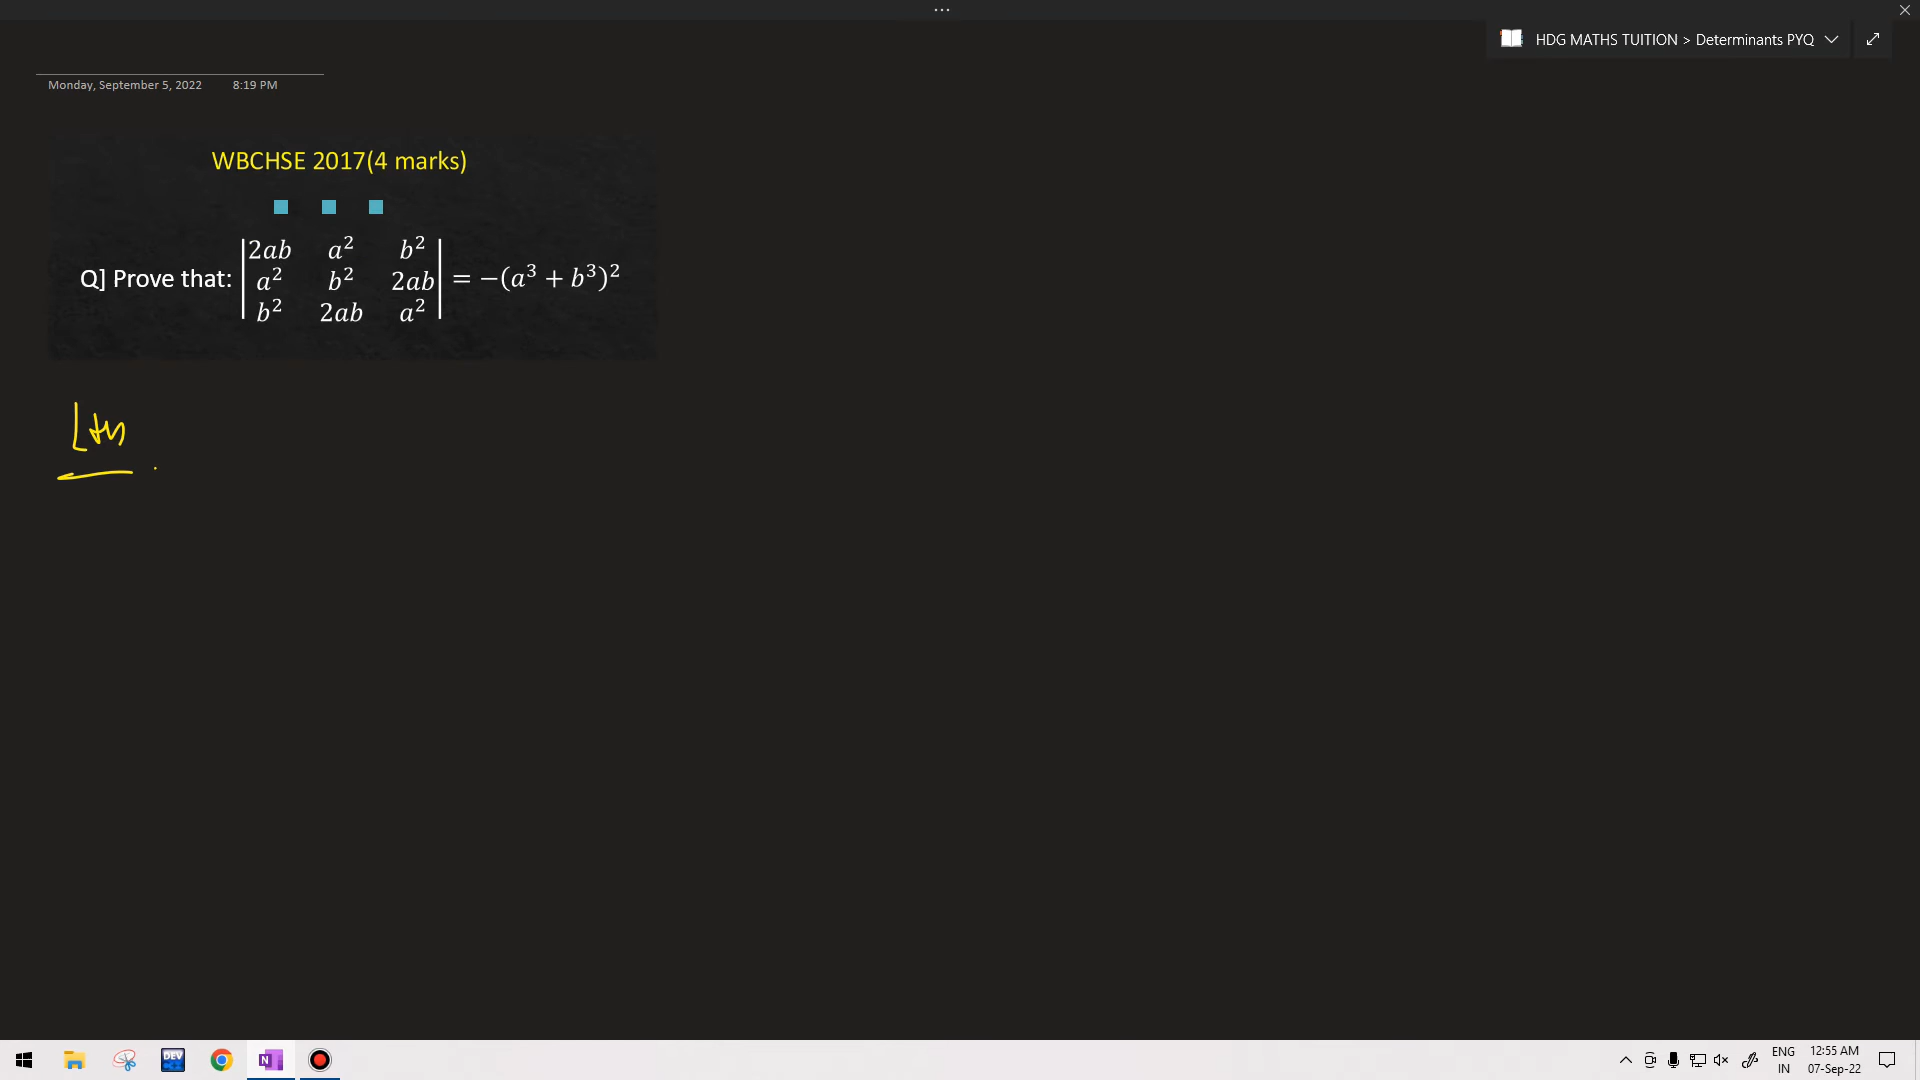 HDG MATHS TUITION > Determinants PYQ
Monday, September 5, 2022 8:19 PM
WBCHSE 2017(4 marks)
2ab a² b²
Q] Prove that: a² b² 2ab = −(a³ + b³)²
b² 2ab a²
DEV
N
ENG
IN
12:55 AM
07-Sep-22